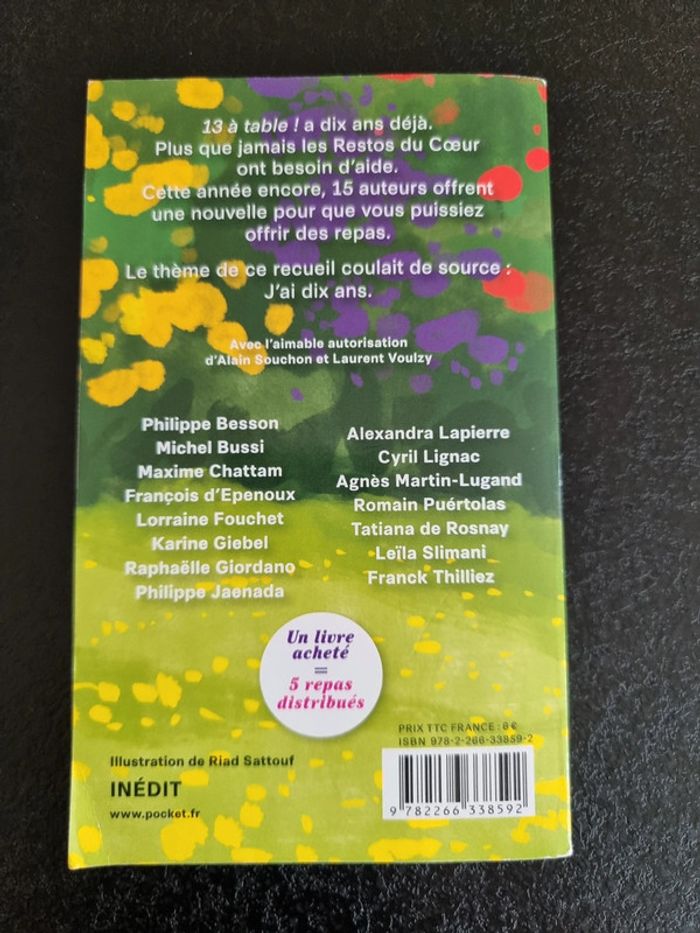 13 à table ! a dix ans déjà.
Plus que jamais les Restos du Cœur
ont besoin d'aide.
Cette année encore, 15 auteurs offrent
une nouvelle pour que vous puissiez
offrir des repas.
Le thème de ce recueil coulait de source :
J'ai dix ans.
Avec l'aimable autorisation
d'Alain Souchon et Laurent Voulzy
Philippe Besson
Michel Bussi
Maxime Chattam
François d'Epenoux
Lorraine Fouchet
Karine Giebel
Raphaëlle Giordano
Philippe Jaenada
Alexandra Lapierre
Cyril Lignac
Agnès Martin-Lugand
Romain Puértolas
Tatiana de Rosnay
Leïla Slimani
Franck Thilliez
Un livre
acheté
=
5 repas
distribués
Illustration de Riad Sattouf
INÉDIT
www.pocket.fr
PRIX TTC FRANCE : 6 €
ISBN 978-2-266-33859-2
9 782266 338592